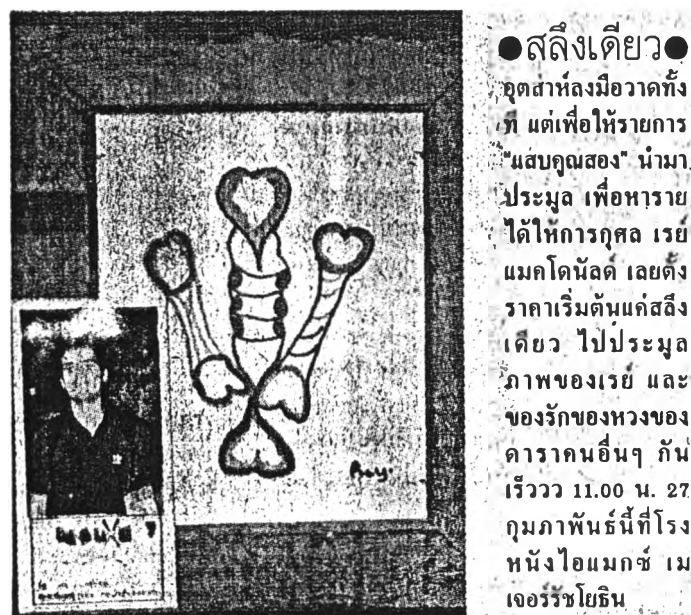 ●สลึงเดียว●
อุตส่าห์ลงมือวาดทั้ง
ที แต่เพื่อให้รายการ
"แสบคูณสอง" นำมา
ประมูล เพื่อหาราย
ได้ให้การกุศล เรย์
แมคโดนัลด์ เลยตั้ง
ราคาเริ่มต้นแค่สลึง
เดียว ไปประมูล
ภาพของเรย์ และ
ของรักของหวงของ
ดาราคนอื่นๆ กัน
เร็ววว 11.00 น. 27
กุมภาพันธ์นี้ที่โรง
หนังไอแมกซ์ เม
เจอร์รัชโยธิน
Ray.